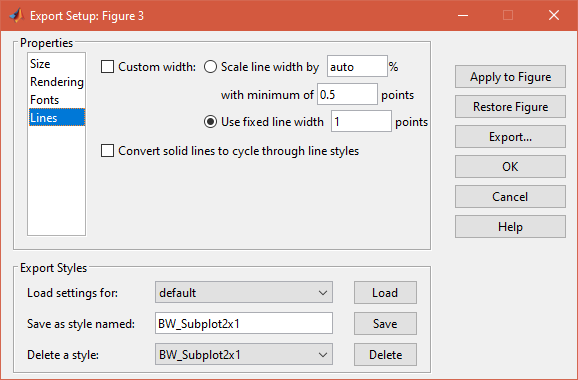 Export Setup: Figure 3
Properties
Size
Rendering
Fonts
Lines
Custom width: Scale line width by auto %
with minimum of 0.5 points
Use fixed line width 1 points
Convert solid lines to cycle through line styles
Apply to Figure
Restore Figure
Export...
OK
Cancel
Help
Export Styles
Load settings for: default Load
Save as style named: BW_Subplot2x1 Save
Delete a style: BW_Subplot2x1 Delete